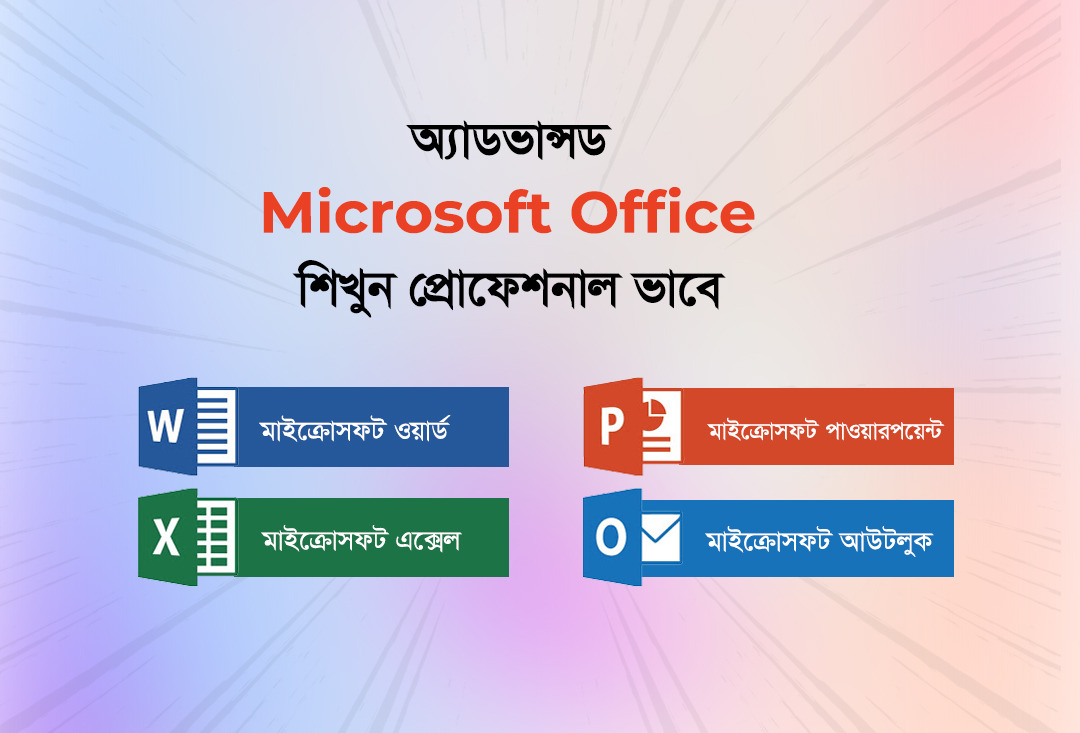 অ্যাডভান্সড
Microsoft Office
শিখুন প্রোফেশনাল ভাবে
W মাইক্রোসফট ওয়ার্ড
P মাইক্রোসফট পাওয়ারপয়েন্ট
X মাইক্রোসফট এক্সেল
O মাইক্রোসফট আউটলুক